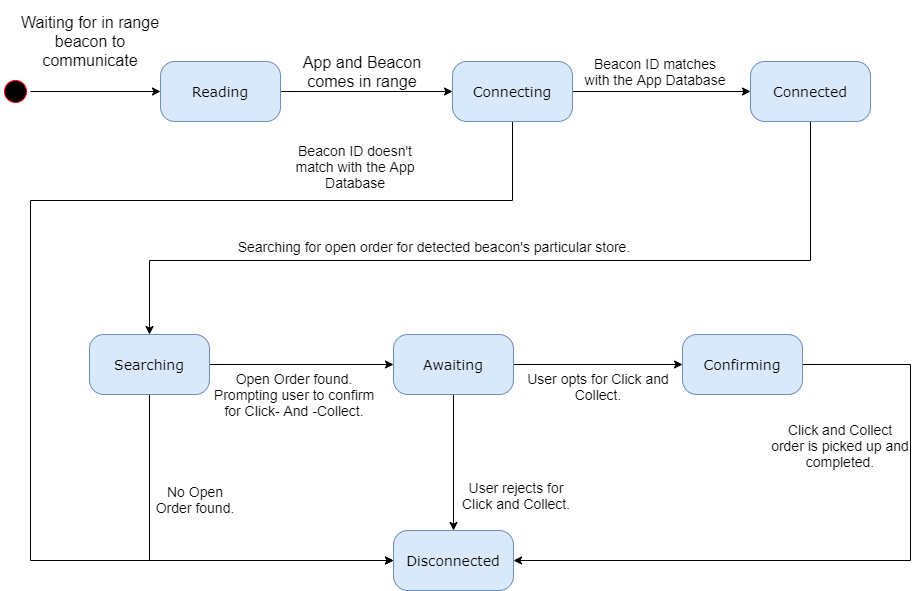 Waiting for in range
beacon to
communicate
Reading
App and Beacon
comes in range
Connecting
Beacon ID matches
with the App Database
Connected
Beacon ID doesn't
match with the App
Database
Searching for open order for detected beacon's particular store.
Searching
Open Order found.
Prompting user to confirm
for Click- And -Collect.
Awaiting
User opts for Click and
Collect.
Confirming
Click and Collect
order is picked up and
completed.
No Open
Order found.
User rejects for
Click and Collect.
Disconnected